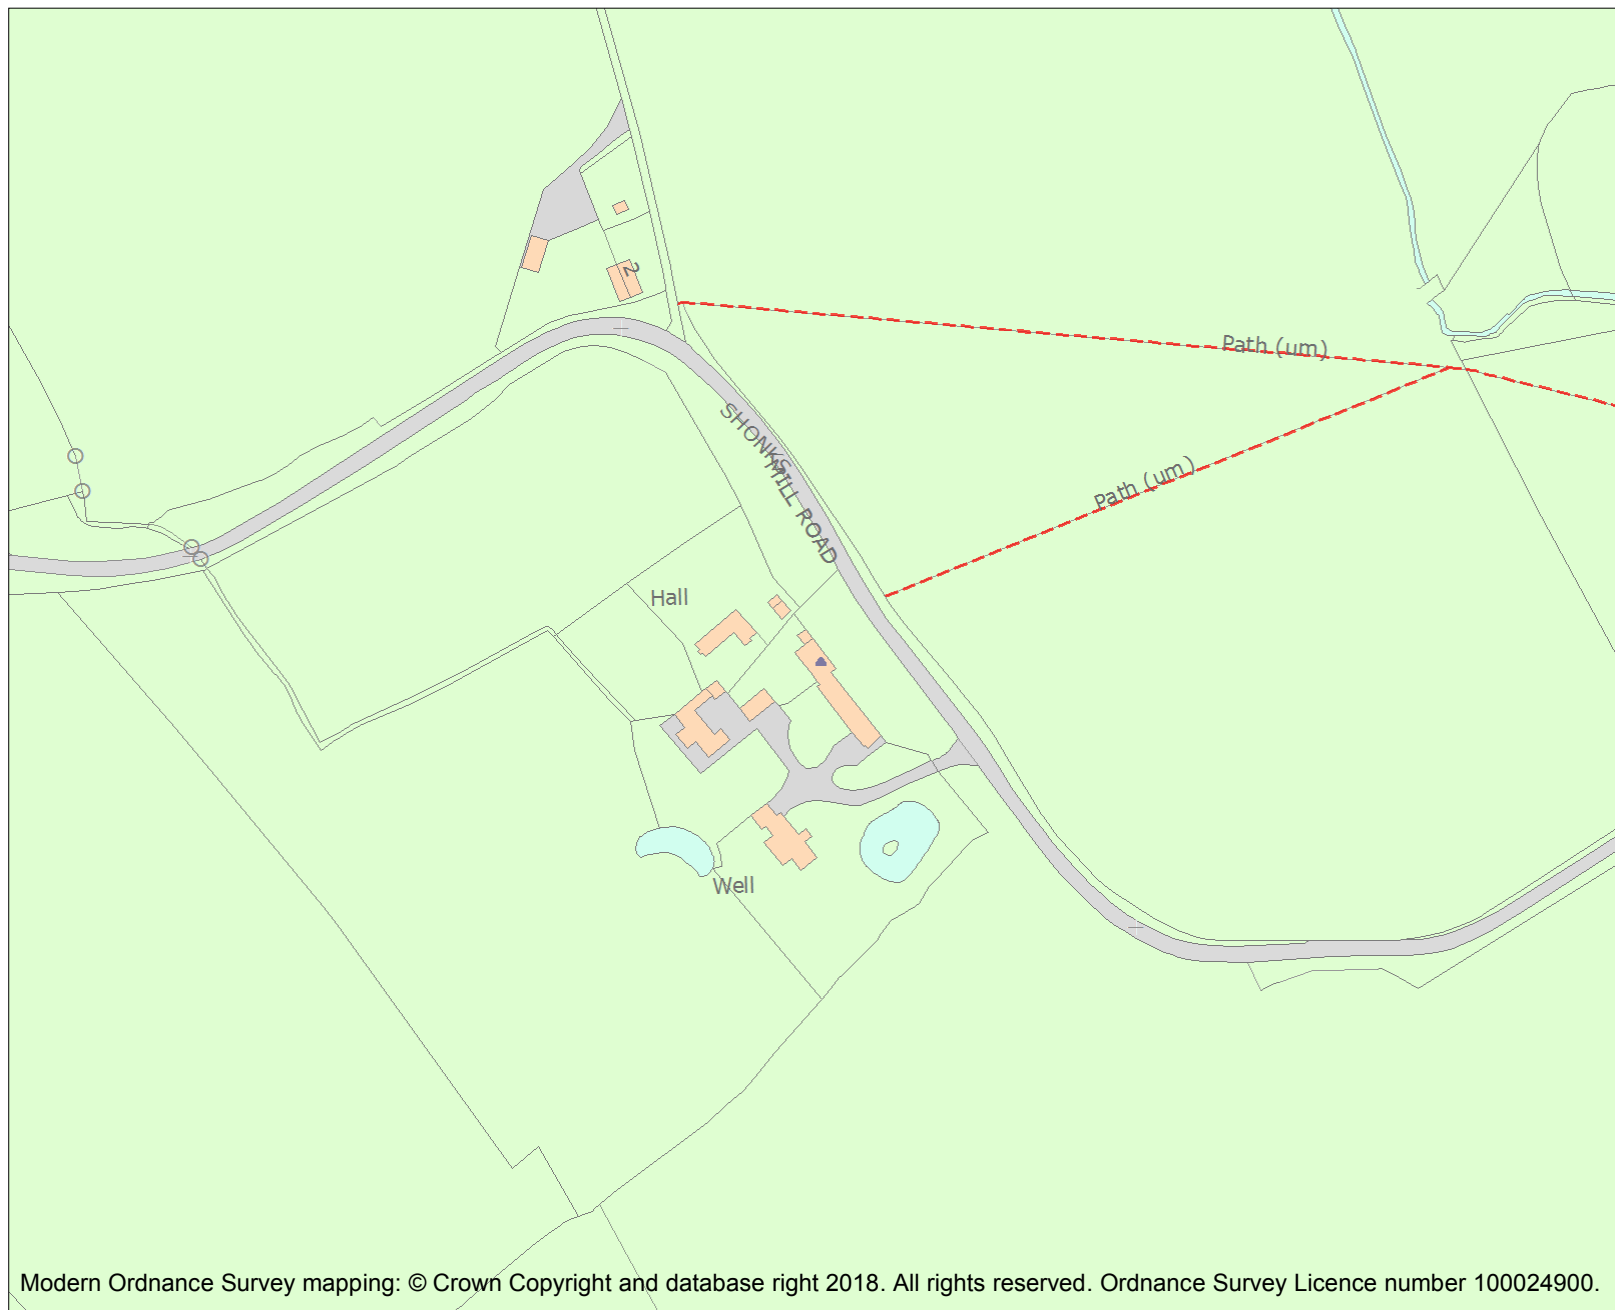 2
Path (um)
SHONKS
MILL ROAD
Path (um)
Hall
Well
Modern Ordnance Survey mapping: © Crown Copyright and database right 2018. All rights reserved. Ordnance Survey Licence number 100024900.